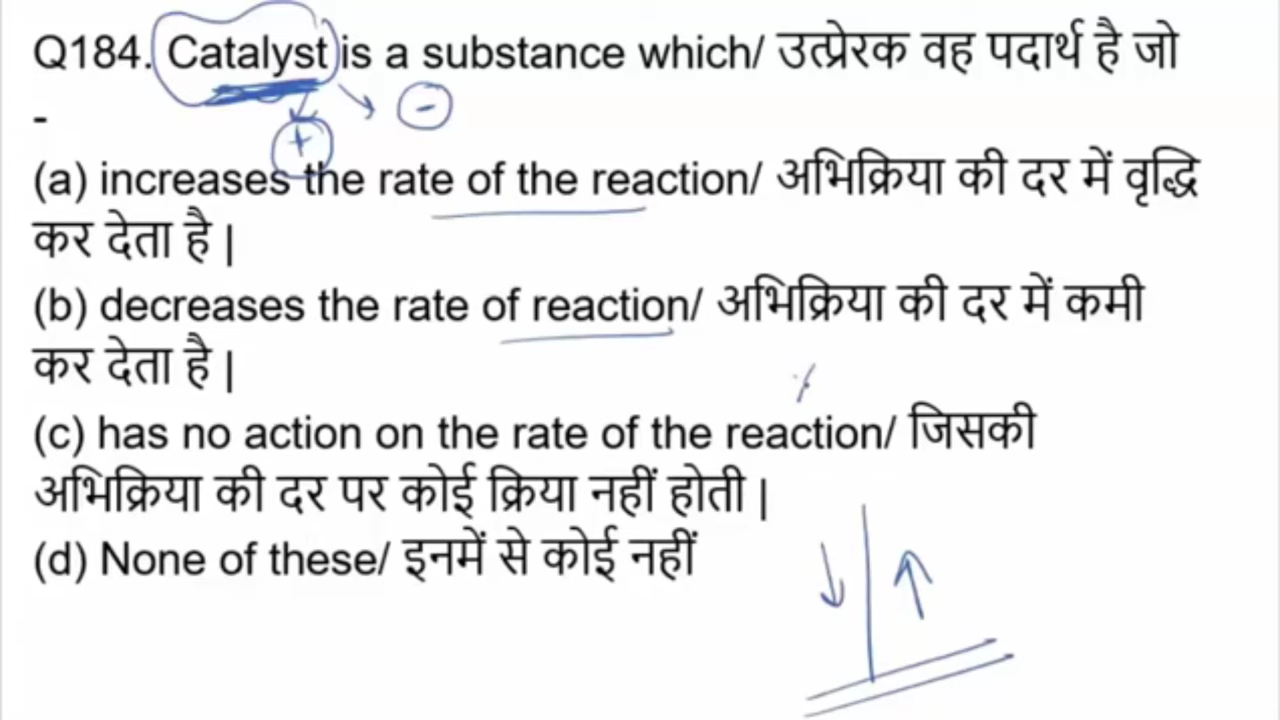 Q184. Catalyst is a substance which/ उत्प्रेरक वह पदार्थ है जो
-
+ -
(a) increases the rate of the reaction/ अभिक्रिया की दर में वृद्धि
कर देता है |
(b) decreases the rate of reaction/ अभिक्रिया की दर में कमी
कर देता है |
(c) has no action on the rate of the reaction/ जिसकी
अभिक्रिया की दर पर कोई क्रिया नहीं होती |
(d) None of these/ इनमें से कोई नहीं